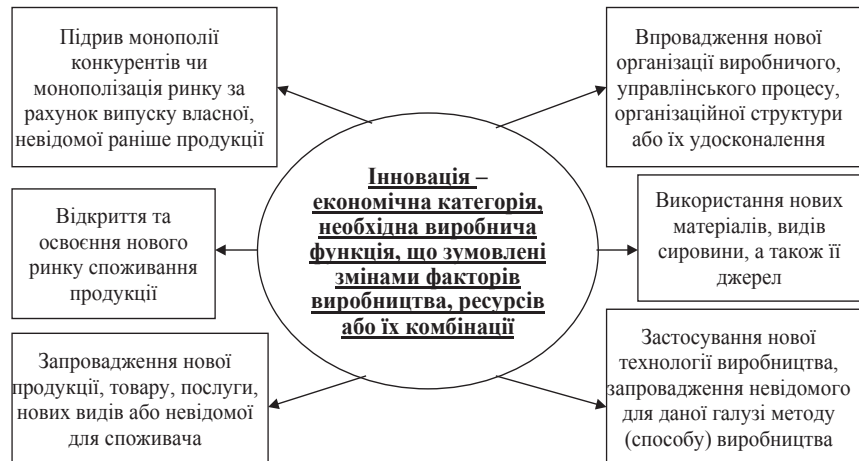 Підрив монополії
конкурентів чи
монополізація ринку за
рахунок випуску власної,
невідомої раніше продукції
Відкриття та
освоєння нового
ринку споживання
продукції
Запровадження нової
продукції, товару, послуги,
нових видів або невідомої
для споживача
Інновація –
економічна категорія,
необхідна виробнича
функція, що зумовлені
змінами факторів
виробництва, ресурсів
або їх комбінації
Впровадження нової
організації виробничого,
управлінського процесу,
організаційної структури
або їх удосконалення
Використання нових
матеріалів, видів
сировини, а також її
джерел
Застосування нової
технології виробництва,
запровадження невідомого
для даної галузі методу
(способу) виробництва